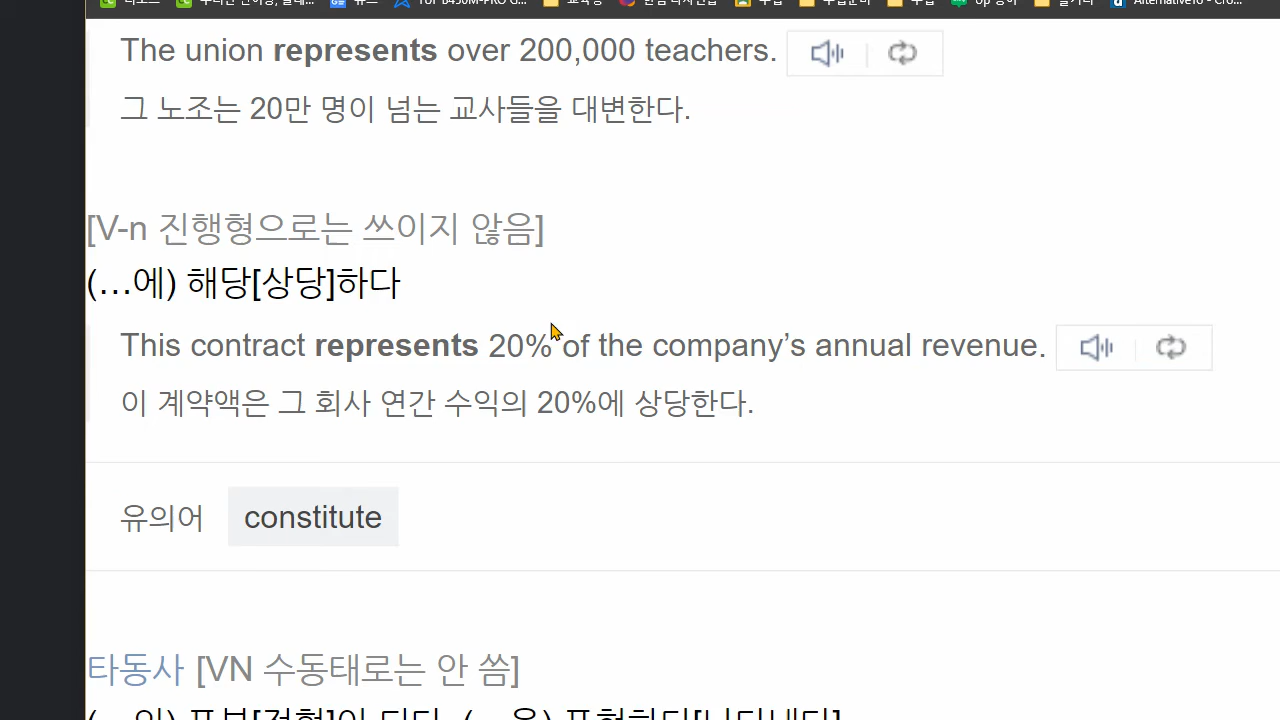 The union represents over 200,000 teachers.
그 노조는 20만 명이 넘는 교사들을 대변한다.
[V-n 진행형으로는 쓰이지 않음]
(…에) 해당[상당]하다
This contract represents 20% of the company’s annual revenue.
이 계약액은 그 회사 연간 수익의 20%에 상당한다.
유의어 constitute
타동사 [VN 수동태로는 안 씀]